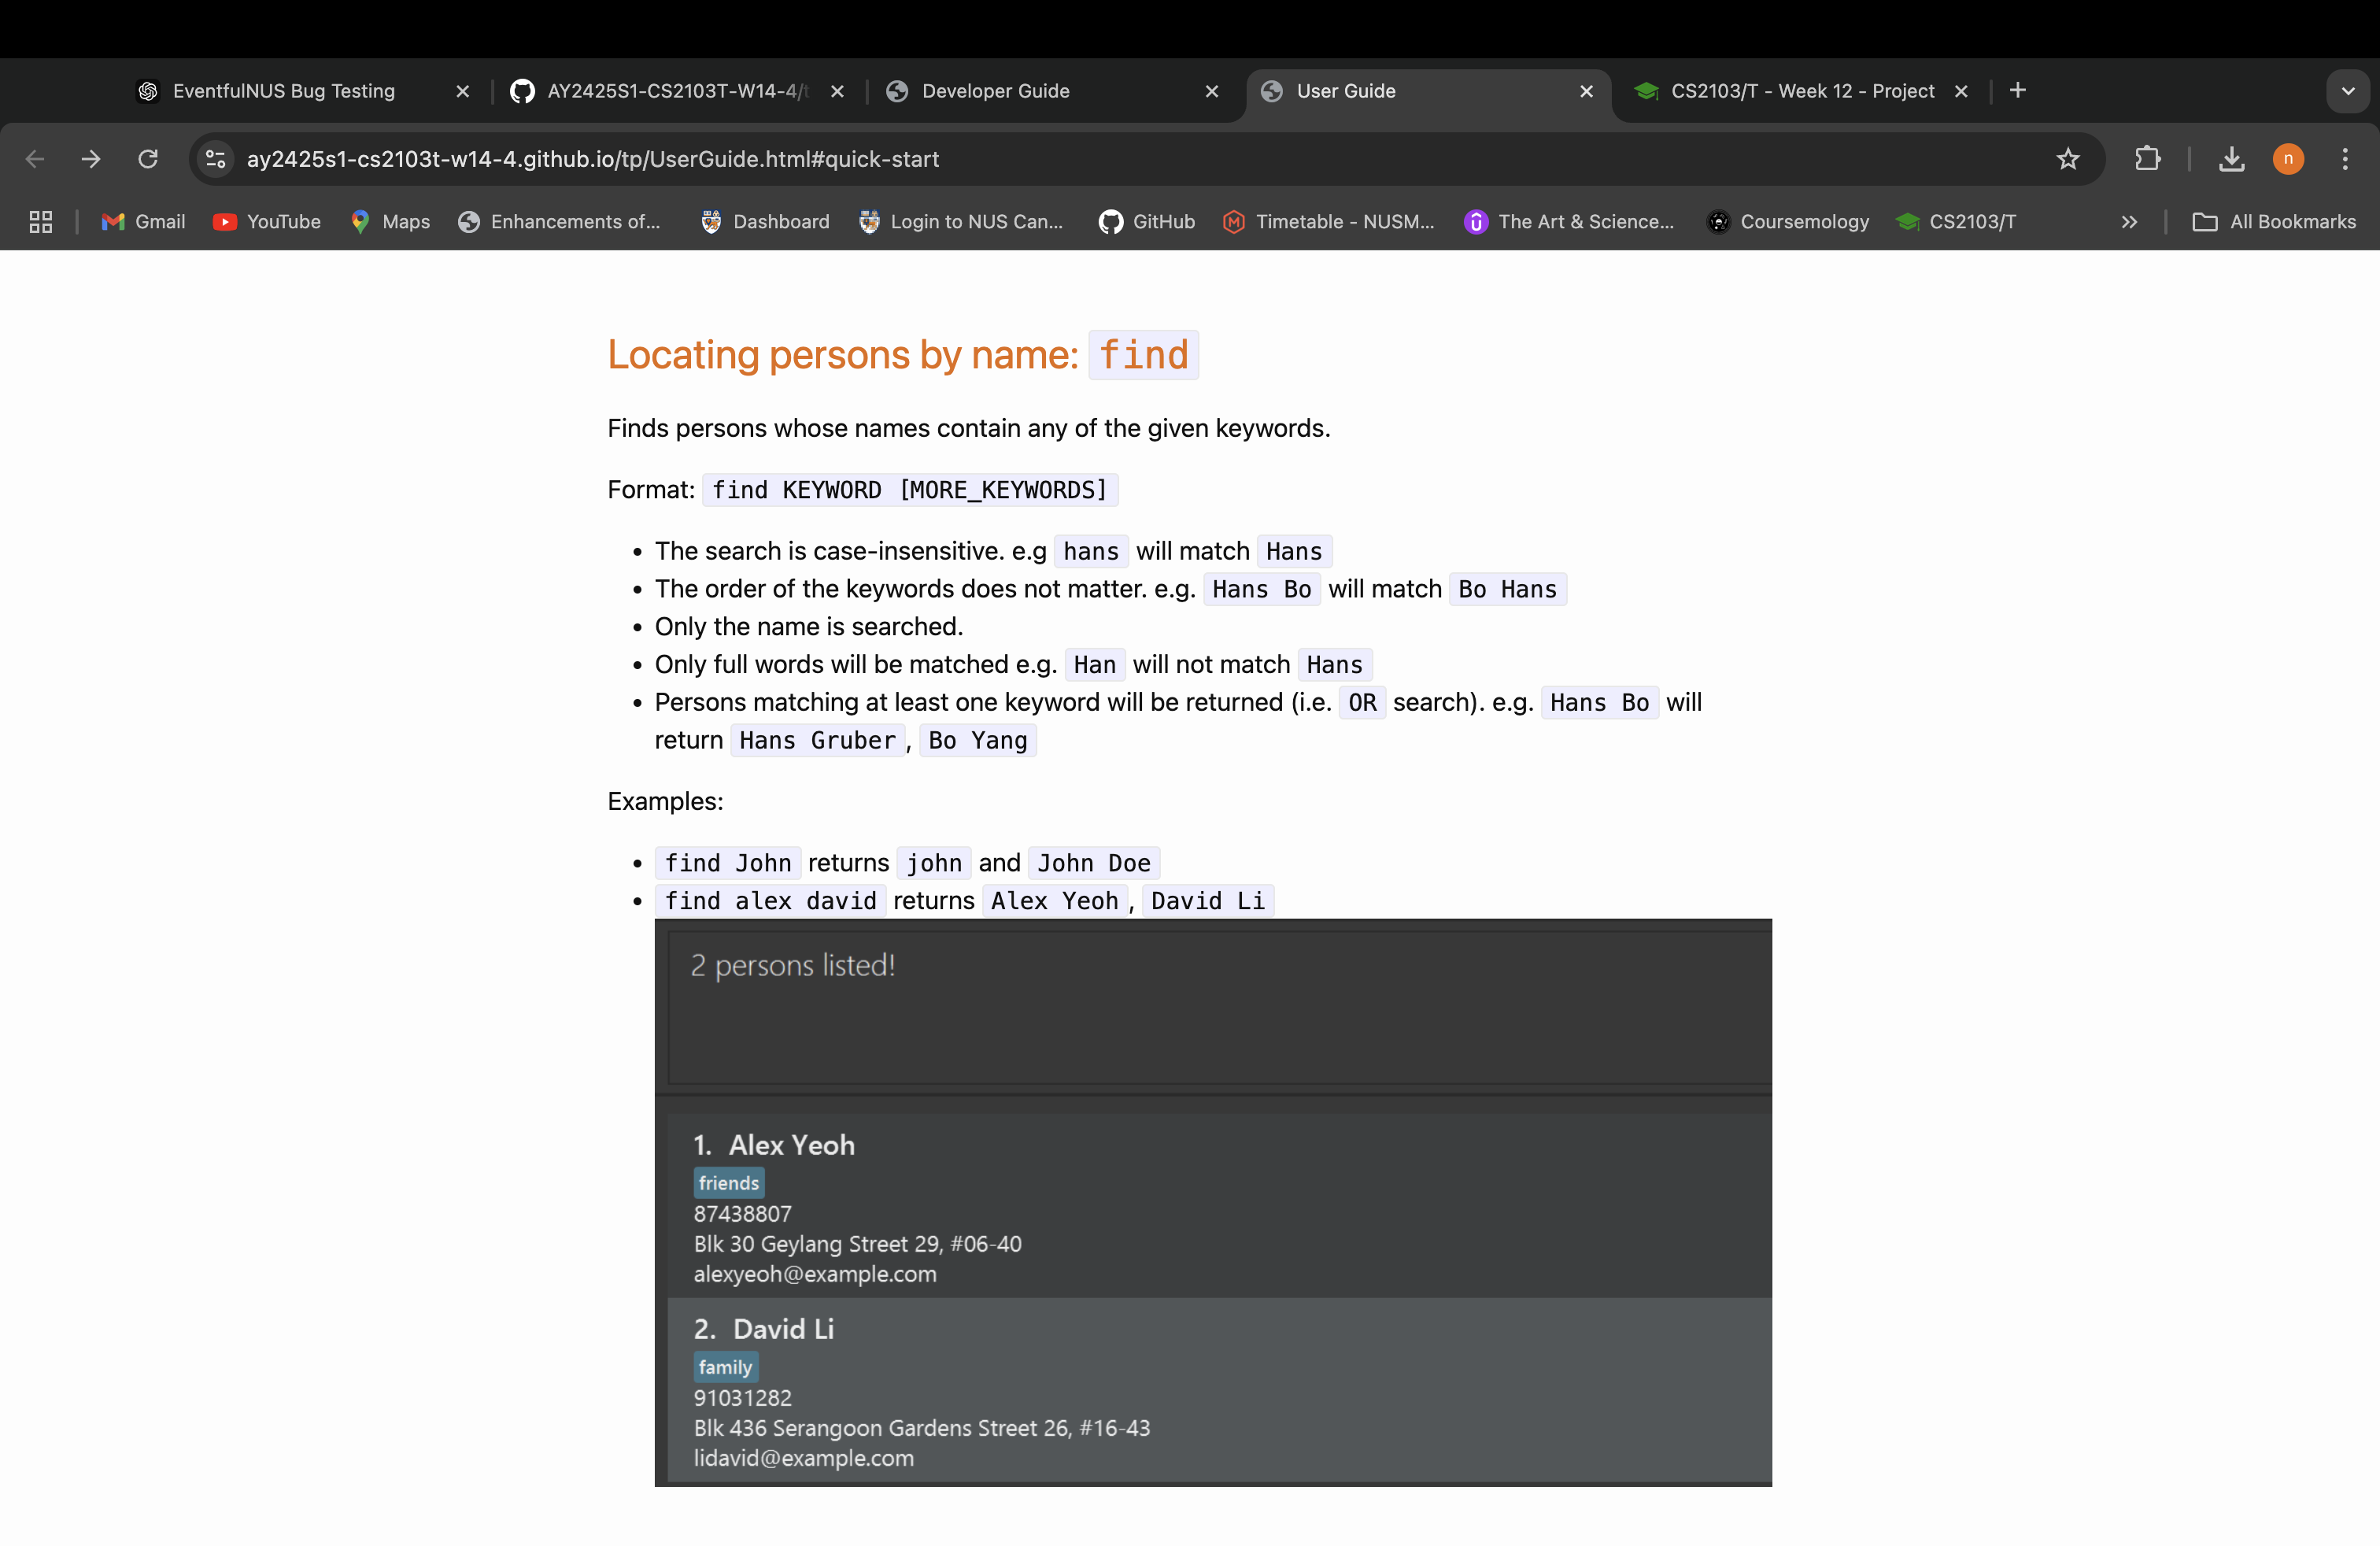 EventfulNUS Bug Testing
AY2425S1-CS2103T-W14-4/t
Developer Guide
User Guide
CS2103/T - Week 12 - Project
ay2425s1-cs2103t-w14-4.github.io/tp/UserGuide.html#quick-start
n
Gmail
YouTube
Maps
Enhancements of...
Dashboard
Login to NUS Can...
GitHub
Timetable - NUSM...
The Art & Science...
Coursemology
CS2103/T
All Bookmarks
Locating persons by name: find
Finds persons whose names contain any of the given keywords.
Format: find KEYWORD [MORE_KEYWORDS]
• The search is case-insensitive. e.g hans will match Hans
• The order of the keywords does not matter. e.g. Hans Bo will match Bo Hans
• Only the name is searched.
• Only full words will be matched e.g. Han will not match Hans
• Persons matching at least one keyword will be returned (i.e. OR search). e.g. Hans Bo will
return Hans Gruber, Bo Yang
Examples:
• find John returns john and John Doe
• find alex david returns Alex Yeoh, David Li
2 persons listed!
1. Alex Yeoh
friends
87438807
Blk 30 Geylang Street 29, #06-40
alexyeoh@example.com
2. David Li
family
91031282
Blk 436 Serangoon Gardens Street 26, #16-43
lidavid@example.com